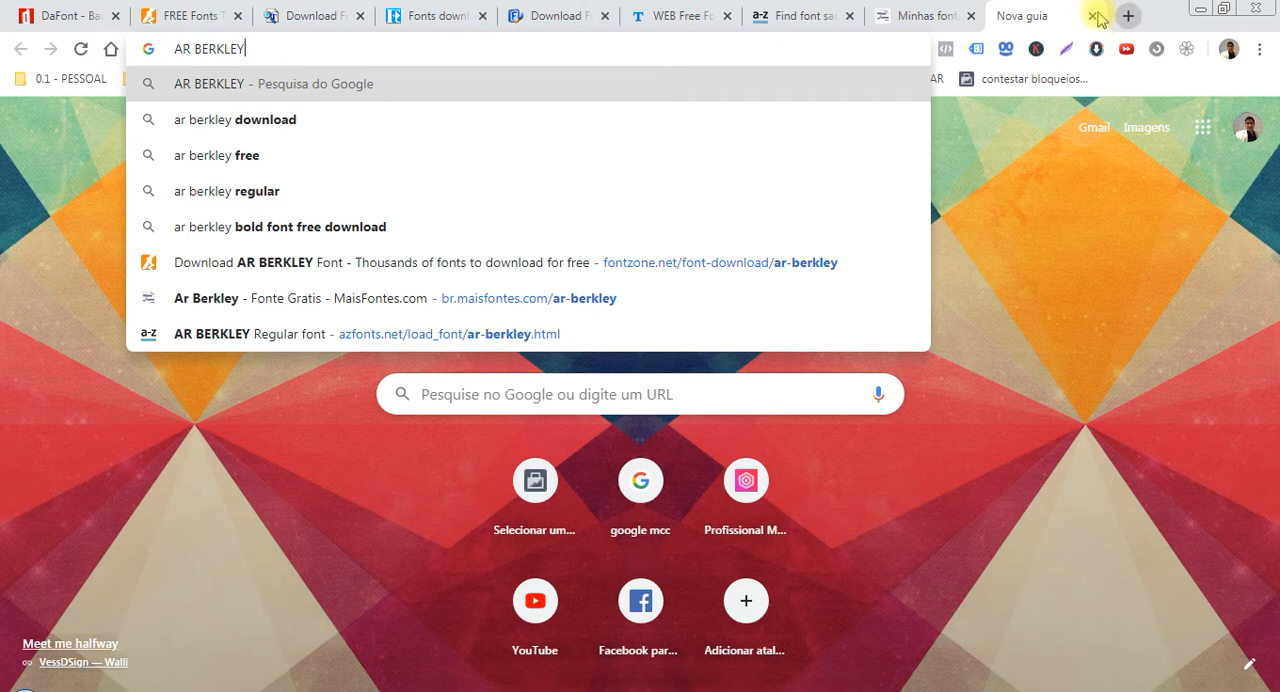 DaFont - Ba
FREE Fonts T
Download F
Fonts down
Download F
WEB Free Fo
Find font sa
Minhas font
Nova guia
AR BERKLEY
0.1 - PESSOAL
AR
contestar bloqueios...
AR BERKLEY - Pesquisa do Google
ar berkley download
ar berkley free
ar berkley regular
ar berkley bold font free download
Download AR BERKLEY Font - Thousands of fonts to download for free - fontzone.net/font-download/ar-berkley
Ar Berkley - Fonte Gratis - MaisFontes.com - br.maisfontes.com/ar-berkley
a-z AR BERKLEY Regular font - azfonts.net/load_font/ar-berkley.html
Gmail Imagens
Pesquise no Google ou digite um URL
Selecionar um...
google mcc
Profissional M...
YouTube
Facebook par...
Adicionar atal...
Meet me halfway
VessDSign — Walli